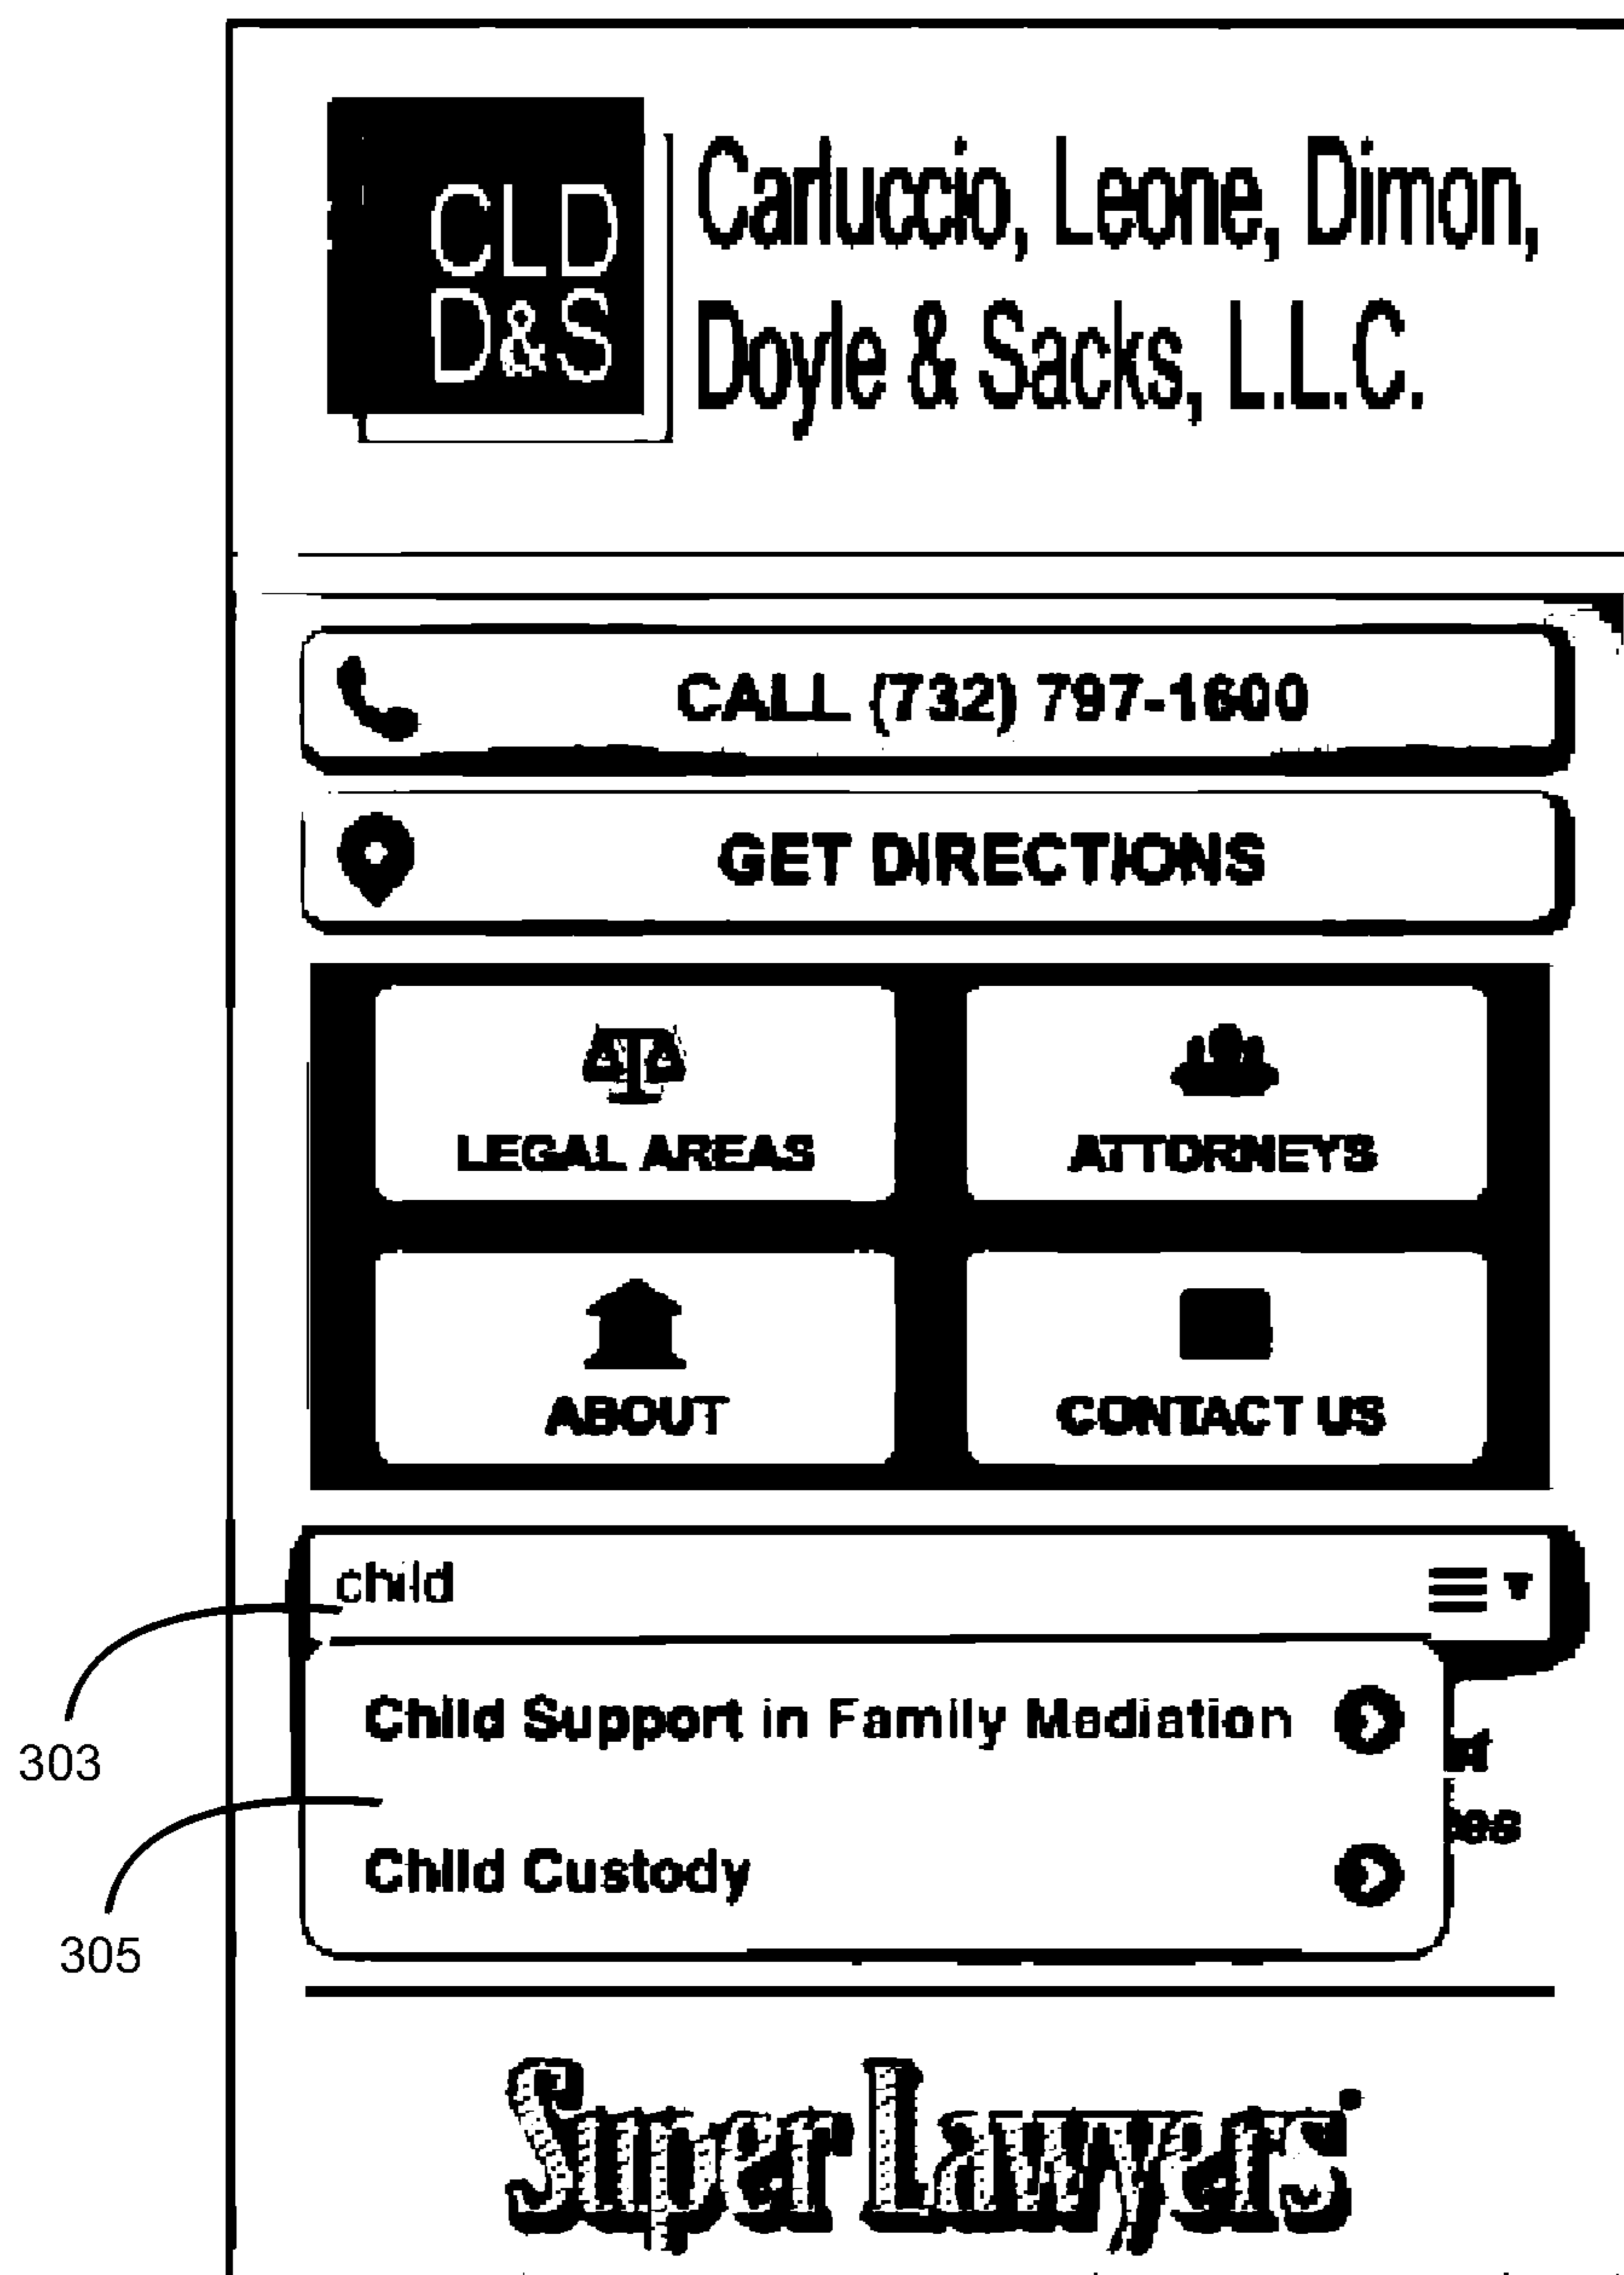 CLD
D&S
Carluccio, Leone, Dimon,
Doyle & Sacks, L.L.C.
CALL (732) 797-1600
GET DIRECTIONS
LEGAL AREAS
ATTORNEYS
ABOUT
CONTACT US
child
303
Child Support in Family Mediation
305
Child Custody
Super Lawyers